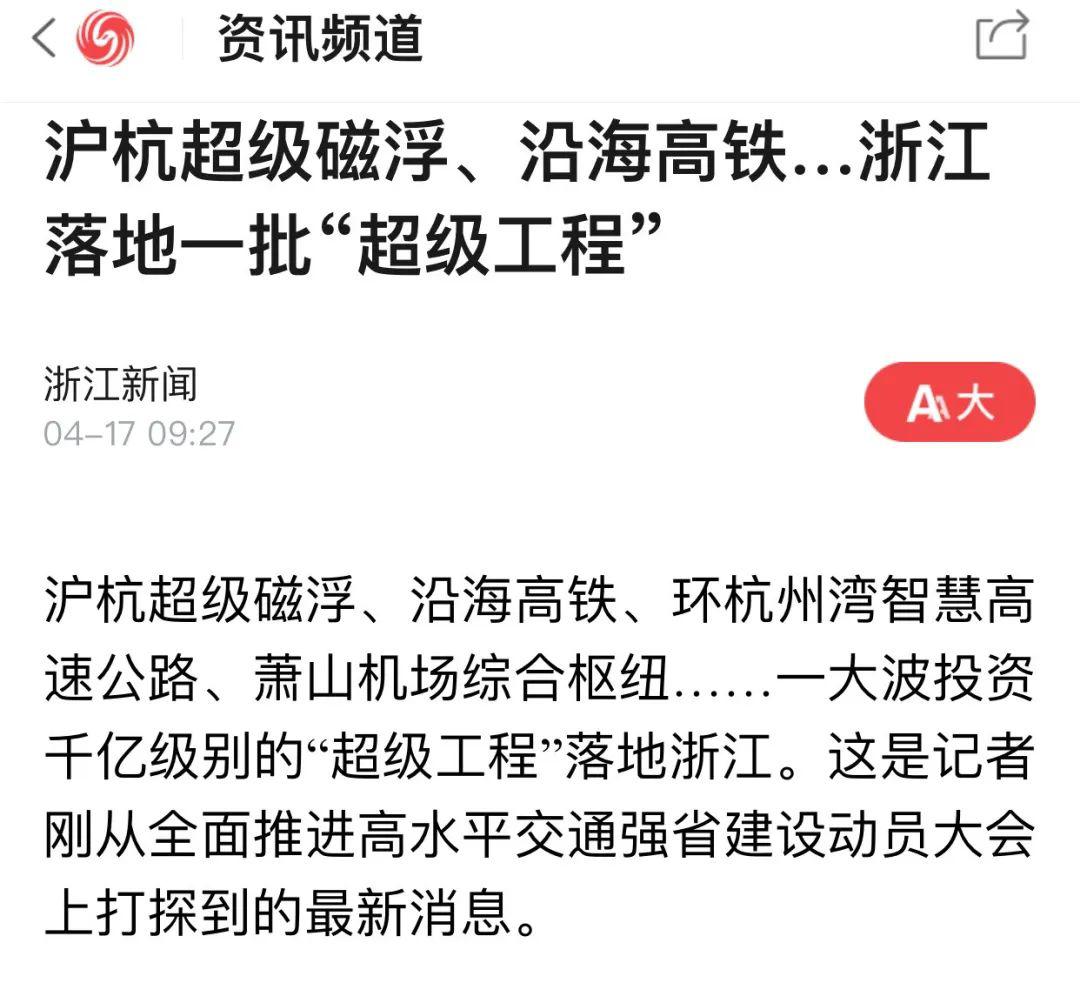 资讯频道
沪杭超级磁浮、沿海高铁...浙江
落地一批“超级工程”
浙江新闻
04-17 09:27
A 大
沪杭超级磁浮、沿海高铁、环杭州湾智慧高
速公路、萧山机场综合枢纽……一大波投资
千亿级别的“超级工程”落地浙江。这是记者
刚从全面推进高水平交通强省建设动员大会
上打探到的最新消息。